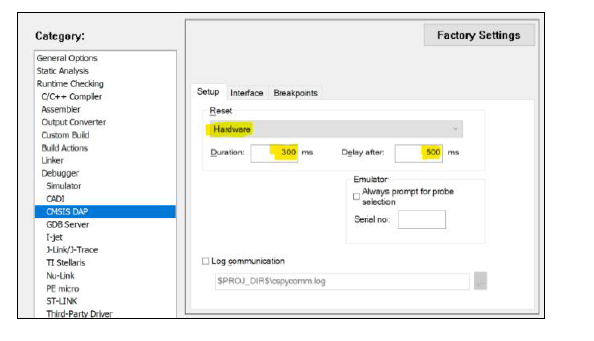 Category:
Factory Settings
General Options
Static Analysis
Runtime Checking
C/C++ Compiler
Assembler
Output Converter
Custom Build
Build Actions
Linker
Debugger
Simulator
CADI
CMSIS DAP
GDB Server
I-jet
J-Link/J-Trace
TI Stellaris
Nu-Link
PE micro
ST-LINK
Third-Party Driver
Setup Interface Breakpoints
Reset
Hardware
Duration: 300 ms Delay after: 500 ms
Emulator
Always prompt for probe
selection
Serial no:
Log communication
$PROJ_DIR$\cspycomm.log
...